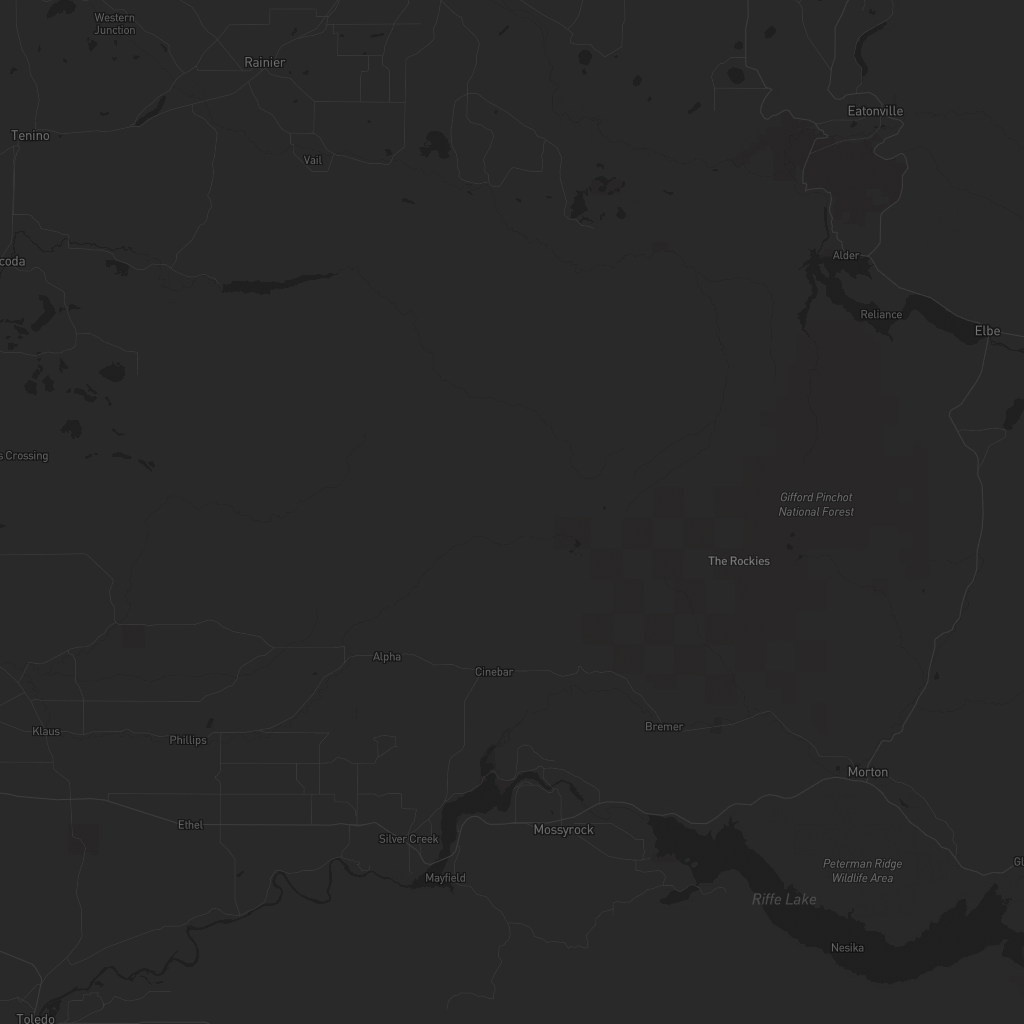 Western
Junction
Rainier
Eatonville
Tenino
Vail
Alder
coda
Reliance
Elbe
s Crossing
Gifford Pinchot
National Forest
The Rockies
Alpha
Cinebar
Bremer
Klaus
Phillips
Morton
Ethel
Mossyrock
Silver Creek
Gl
Peterman Ridge
Wildlife Area
Mayfield
Riffe Lake
Nesika
Toledo